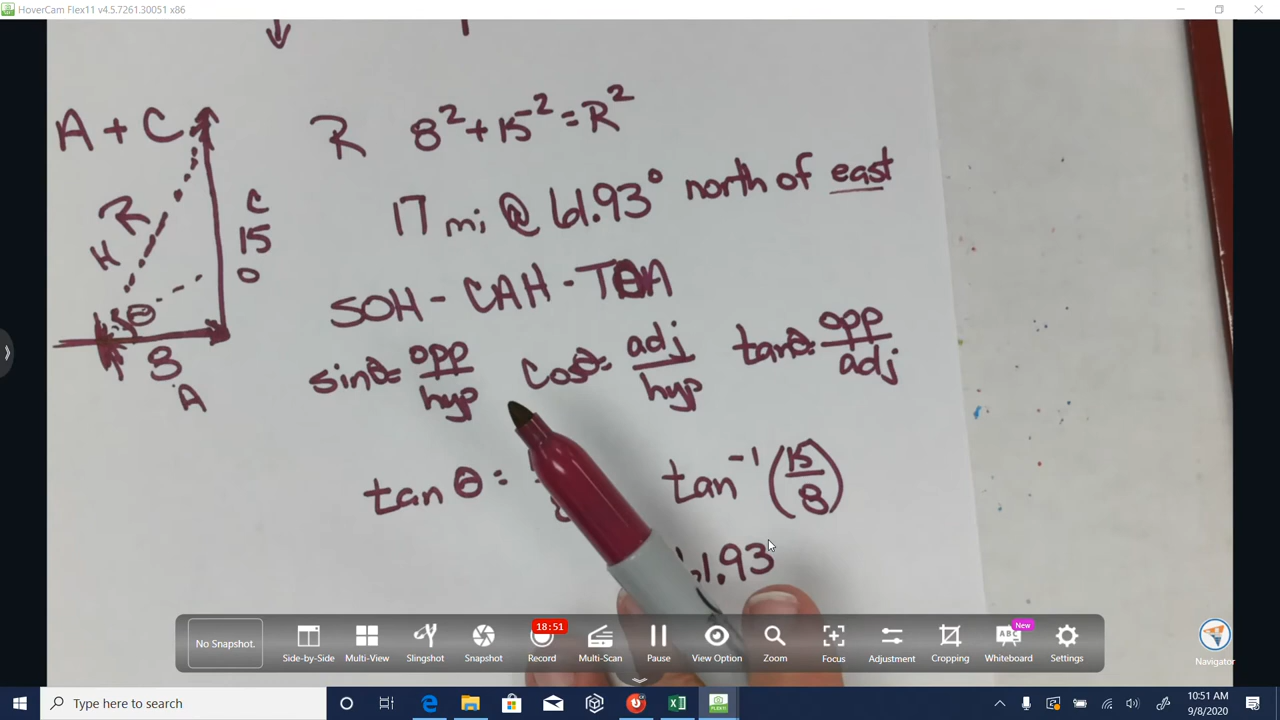 HoverCam Flex11 v4.5.7261.30051 x86
A + C
R 8²+15²=R²
17 mi @ 61.93° north of east
R
H
C
15
O
θ
8
A
SOH - CAH - TOA
sinθ= opp/hyp cosθ= adj/hyp tanθ= opp/adj
tan θ =
tan⁻¹ (15/8)
61.93
No Snapshot.
Side-by-Side
Multi-View
Slingshot
Snapshot
18:51
Record
Multi-Scan
Pause
View Option
Zoom
Focus
Adjustment
Cropping
New
ABC
Whiteboard
Settings
Navigator
Type here to search
FLEX11
10:51 AM
9/8/2020